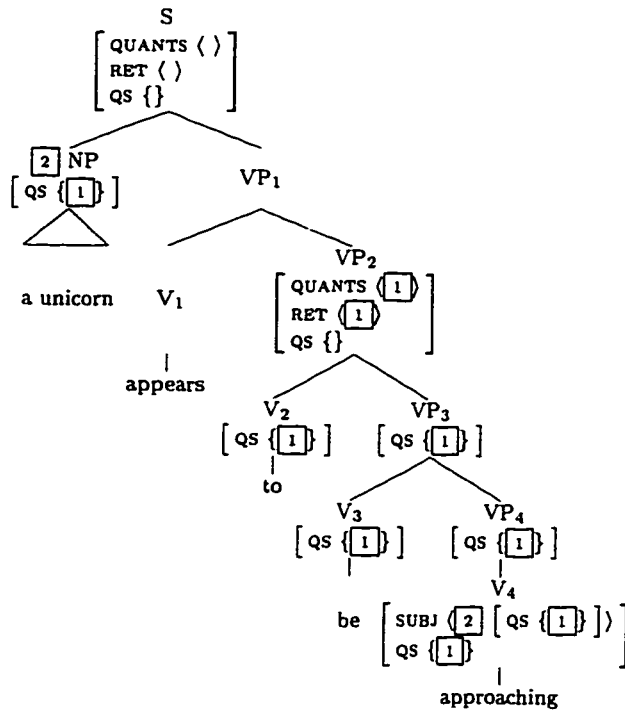 S
[ QUANTS ⟨ ⟩
RET ⟨ ⟩
QS {} ]
[2] NP
[ QS {[1]} ]
VP₁
VP₂
[ QUANTS ⟨[1]⟩
RET ⟨[1]⟩
QS {} ]
a unicorn V₁
appears
V₂ VP₃
[ QS {[1]} ] [ QS {[1]} ]
to
V₃ VP₄
[ QS {[1]} ] [ QS {[1]} ]
V₄
be [ SUBJ ⟨[2] [ QS {[1]} ]⟩
QS {[1]} ]
approaching